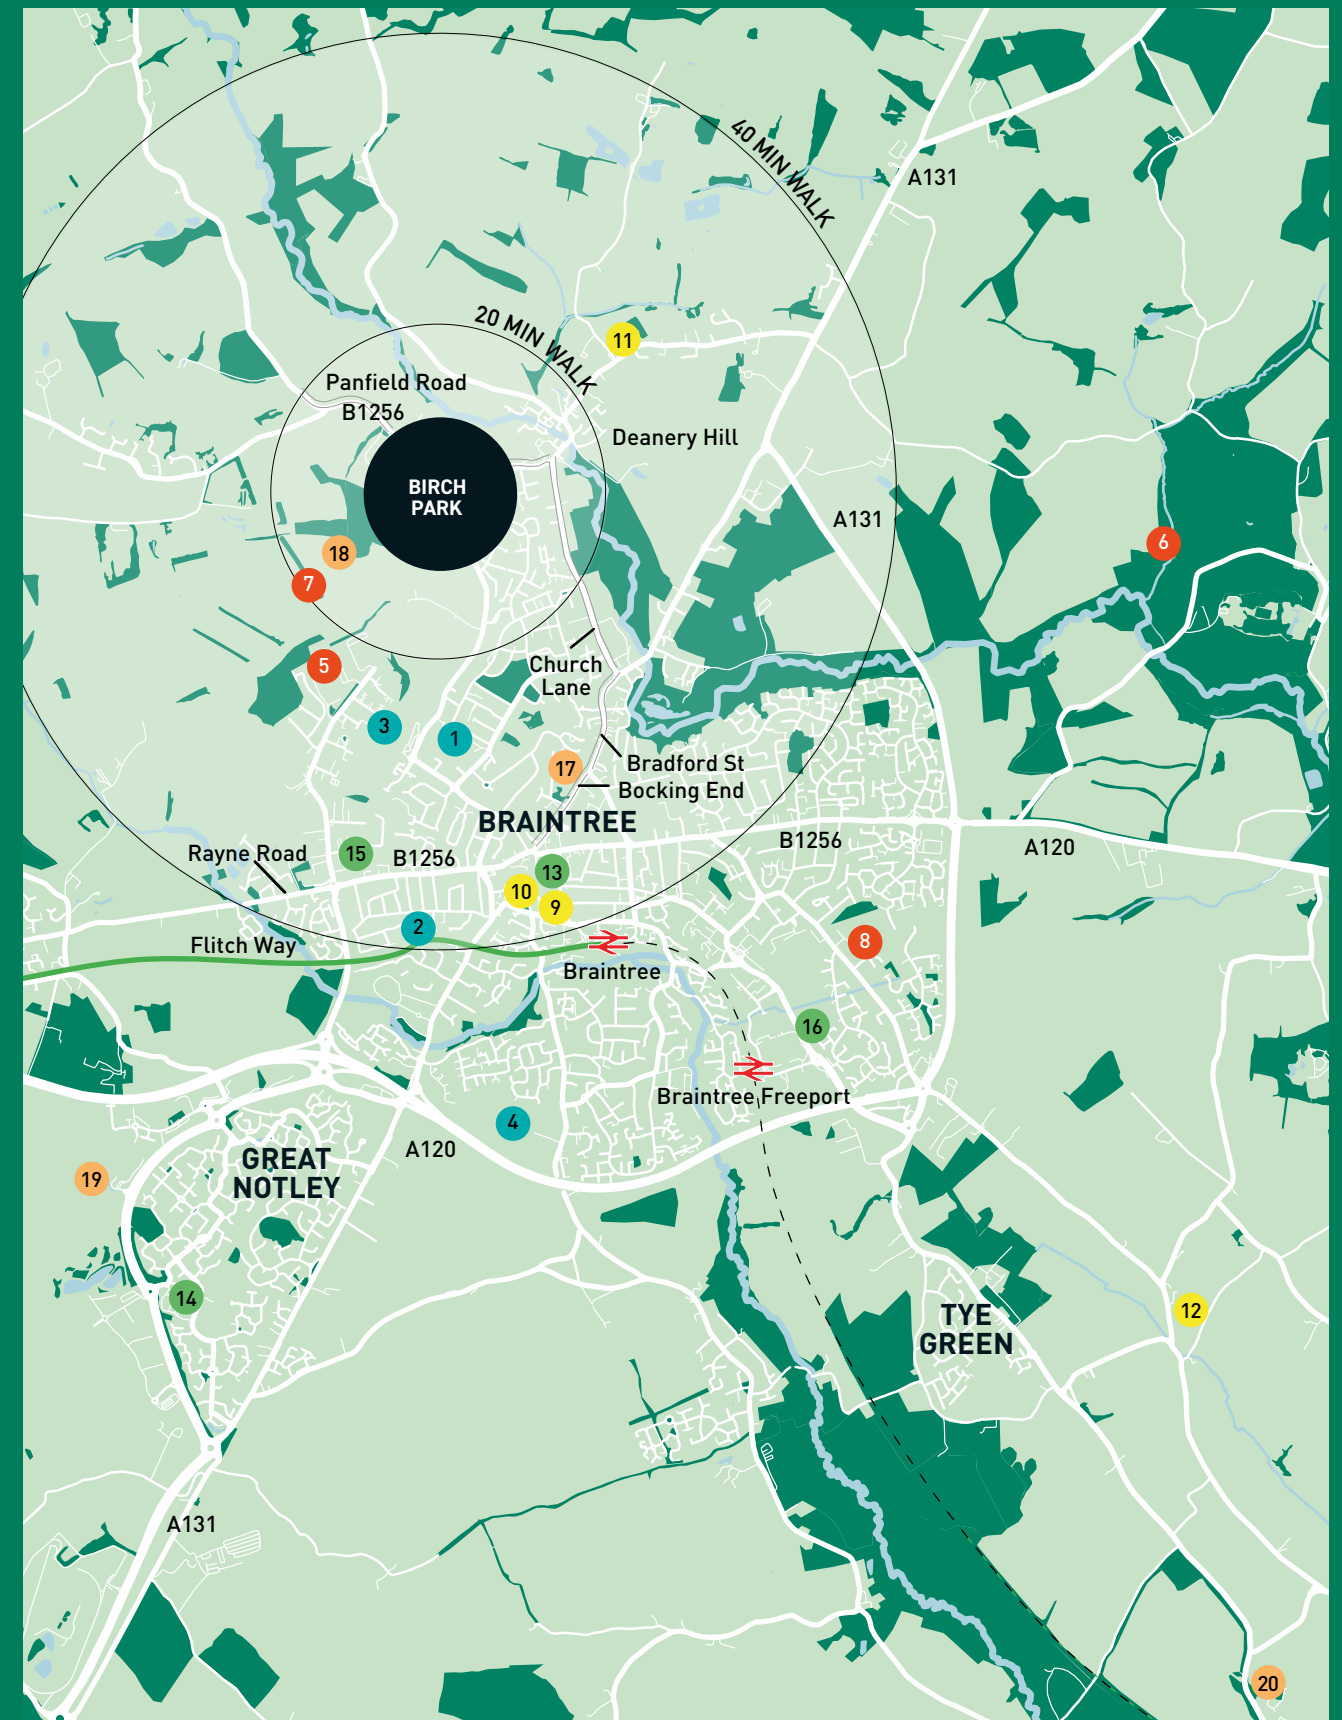 40 MIN WALK
A131
20 MIN WALK
11
Panfield Road
B1256
Deanery Hill
BIRCH
PARK
A131
6
18
7
Church
Lane
5
3
1
17
Bradford St
Bocking End
BRAINTREE
B1256
A120
Rayne Road
15
B1256
13
10
9
2
8
Flitch Way
Braintree
16
Braintree Freeport
4
A120
GREAT
NOTLEY
19
14
12
TYE
GREEN
A131
20